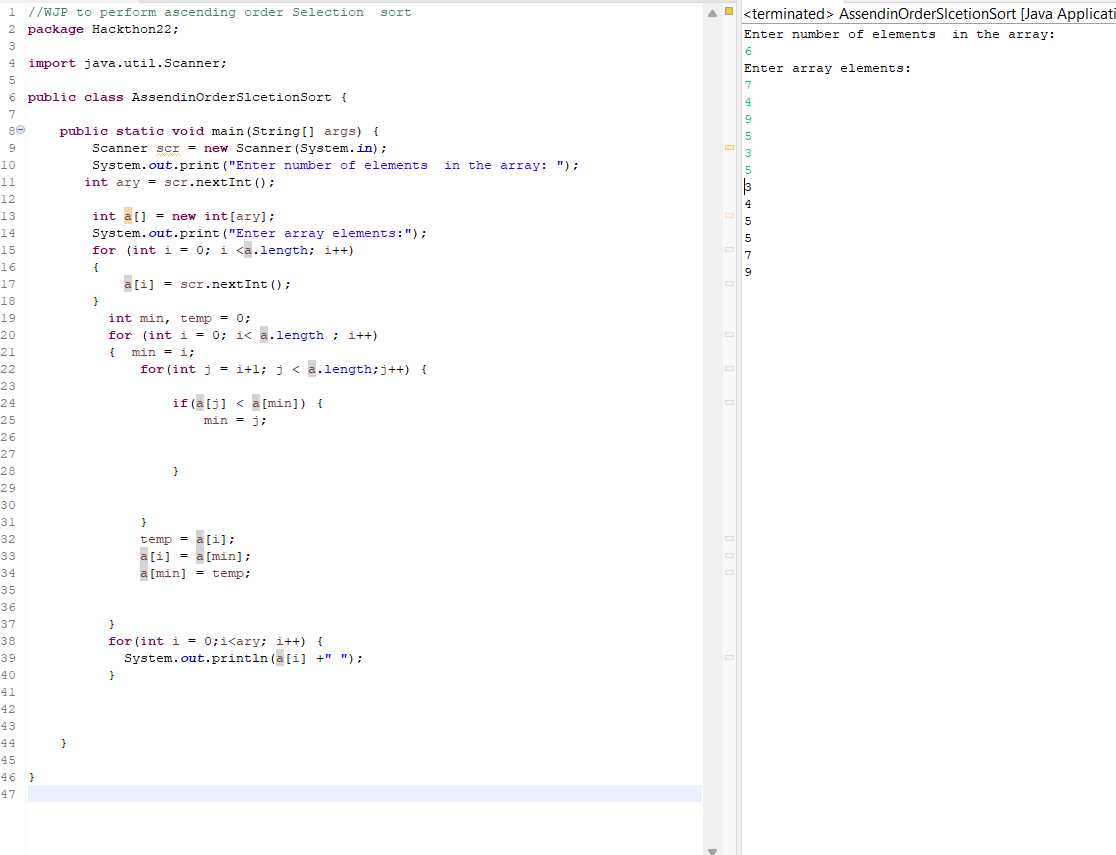 1 //WJP to perform ascending order Selection  sort
2 package Hackthon22;
3
4 import java.util.Scanner;
5
6 public class AssendinOrderSlcetionSort {
7
8     public static void main(String[] args) {
9         Scanner scr = new Scanner(System.in);
10         System.out.print("Enter number of elements  in the array: ");
11        int ary = scr.nextInt();
12
13         int a[] = new int[ary];
14         System.out.print("Enter array elements:");
15         for (int i = 0; i <a.length; i++)
16         {
17             a[i] = scr.nextInt();
18         }
19           int min, temp = 0;
20           for (int i = 0; i< a.length ; i++)
21           {  min = i;
22               for(int j = i+1; j < a.length;j++) {
23
24                   if(a[j] < a[min]) {
25                       min = j;
26
27
28                   }
29
30
31               }
32               temp = a[i];
33               a[i] = a[min];
34               a[min] = temp;
35
36
37           }
38           for(int i = 0;i<ary; i++) {
39             System.out.println(a[i] +" ");
40           }
41
42
43
44     }
45
46 }
47
<terminated> AssendinOrderSlcetionSort [Java Applicati
Enter number of elements  in the array:
6
Enter array elements:
7
4
9
5
3
5
3
4
5
5
7
9